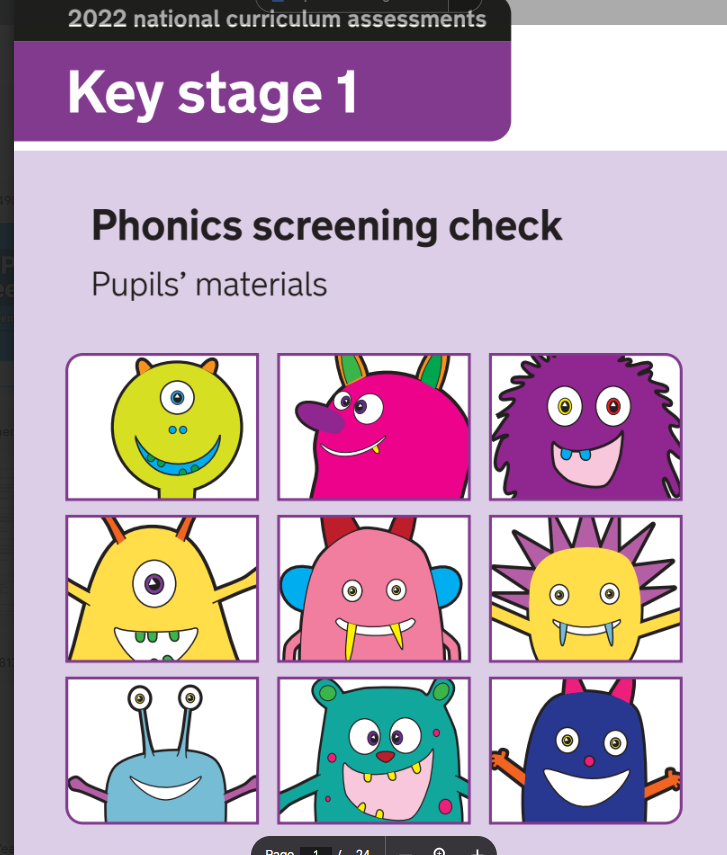 2022 national curriculum assessments
Key stage 1
Phonics screening check
Pupils’ materials
Page 1 / 24